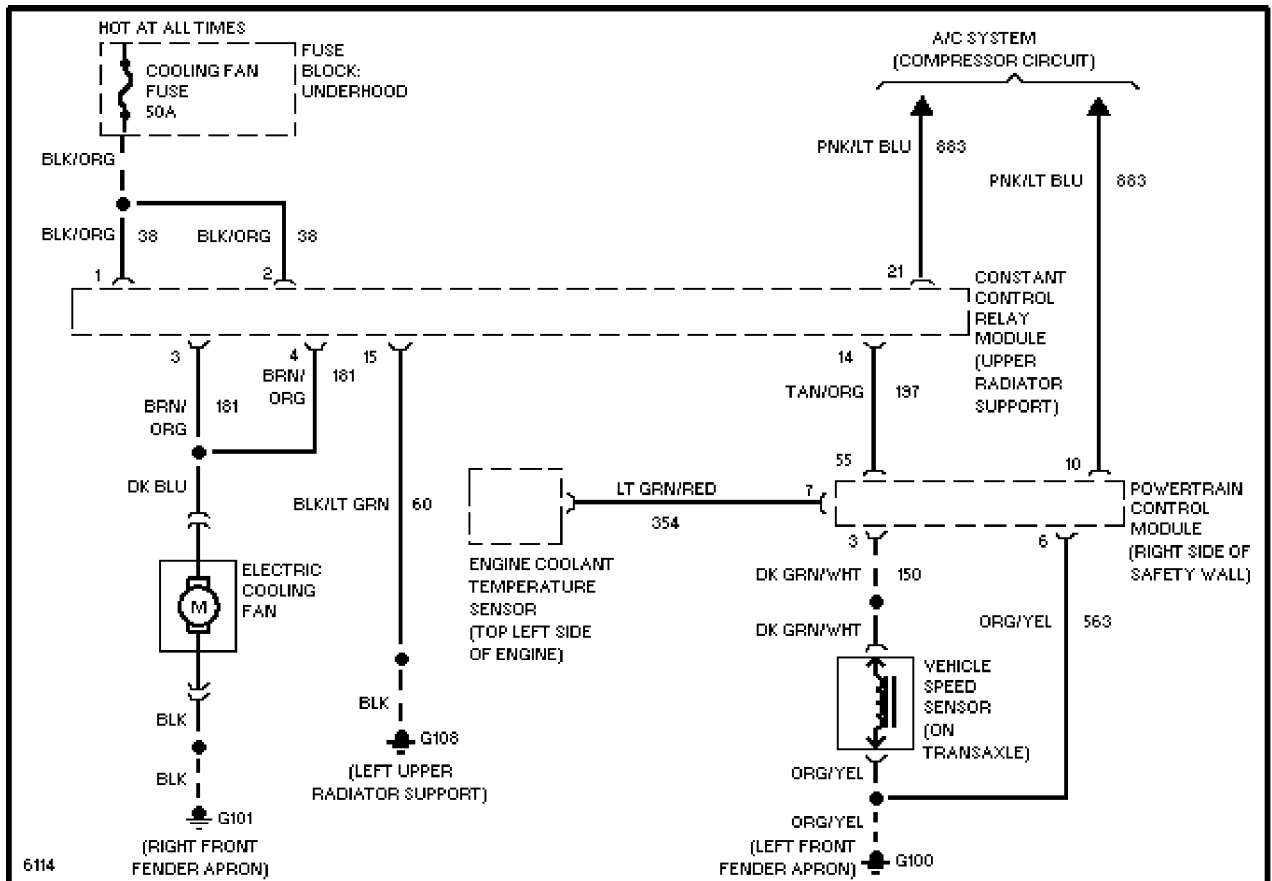 HOT AT ALL TIMES
COOLING FAN
FUSE
50A
FUSE
BLOCK:
UNDERHOOD
A/C SYSTEM
(COMPRESSOR CIRCUIT)
BLK/ORG
PNK/LT BLU
883
PNK/LT BLU
883
BLK/ORG
38
BLK/ORG
38
1
2
21
CONSTANT
CONTROL
RELAY
MODULE
(UPPER
RADIATOR
SUPPORT)
3
4
15
14
BRN/
ORG
181
BRN/
ORG
181
TAN/ORG
197
55
10
DK BLU
BLK/LT GRN
60
LT GRN/RED
354
7
POWERTRAIN
CONTROL
MODULE
(RIGHT SIDE OF
SAFETY WALL)
3
6
ELECTRIC
COOLING
FAN
M
ENGINE COOLANT
TEMPERATURE
SENSOR
(TOP LEFT SIDE
OF ENGINE)
DK GRN/WHT
150
DK GRN/WHT
ORG/YEL
563
VEHICLE
SPEED
SENSOR
(ON
TRANSAXLE)
BLK
BLK
BLK
G108
(LEFT UPPER
RADIATOR SUPPORT)
ORG/YEL
ORG/YEL
G101
(RIGHT FRONT
FENDER APRON)
(LEFT FRONT
FENDER APRON)
G100
6114